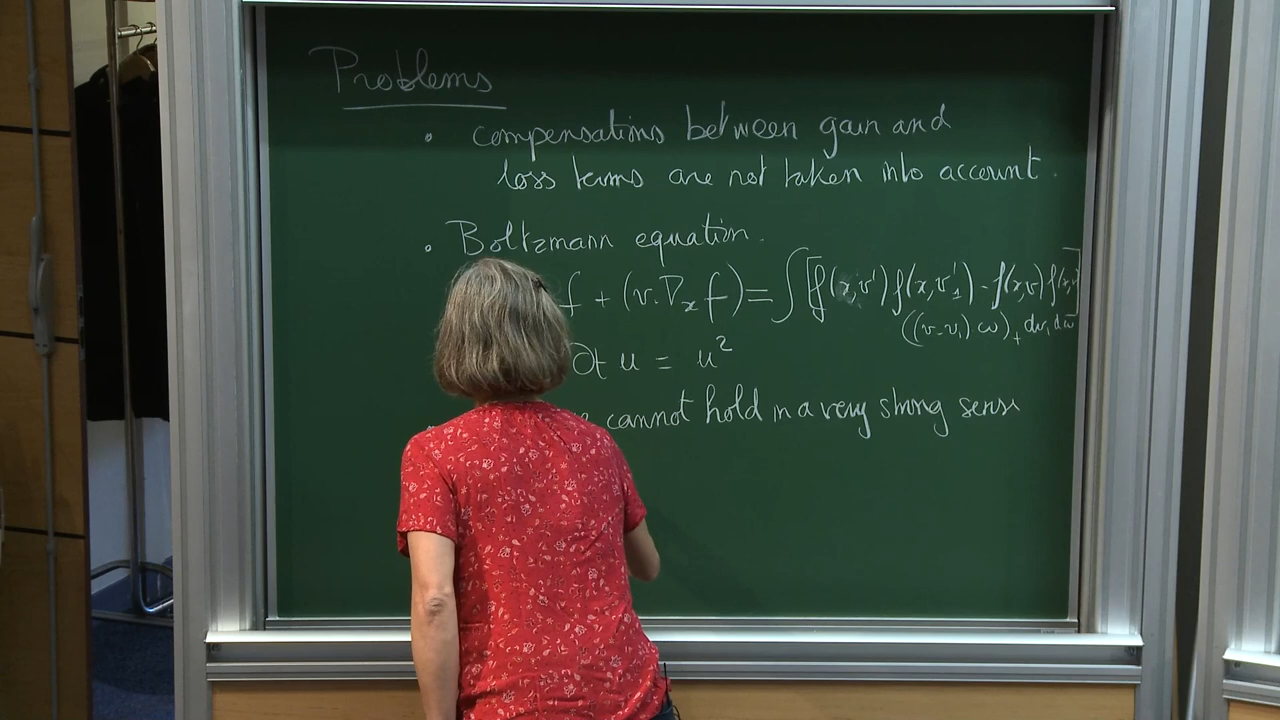 Problems
• compensations between gain and
loss terms are not taken into account.
• Boltzmann equation.
f + (v.∇ₓ f) = ∫[f(x,v') f(x,v'₁) - f(x,v) f(x,v
((v-v₁) ω)₊ dv₁ dω
∂t u = u²
cannot hold in a very strong sense